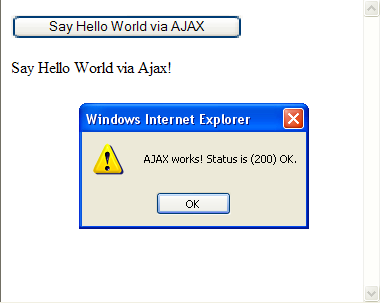 Say Hello World via AJAX
Say Hello World via Ajax!
Windows Internet Explorer
AJAX works! Status is (200) OK.
OK